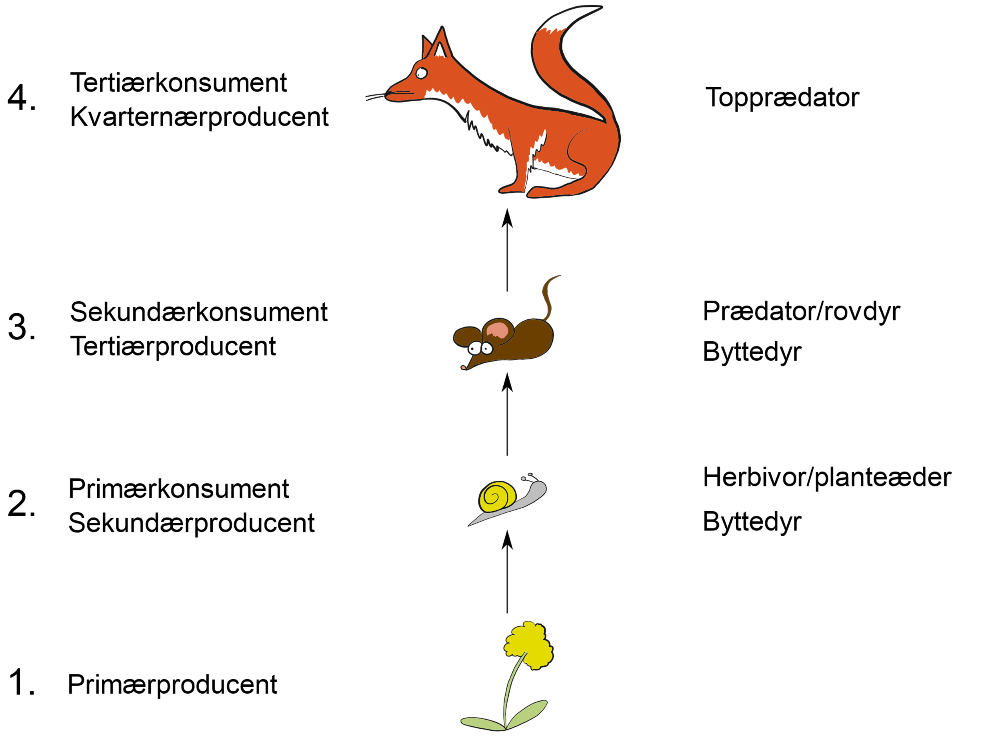 4.
Tertiærkonsument
Kvarternærproducent
Topprædator
3.
Sekundærkonsument
Tertiærproducent
Prædator/rovdyr
Byttedyr
2.
Primærkonsument
Sekundærproducent
Herbivor/planteæder
Byttedyr
1.
Primærproducent